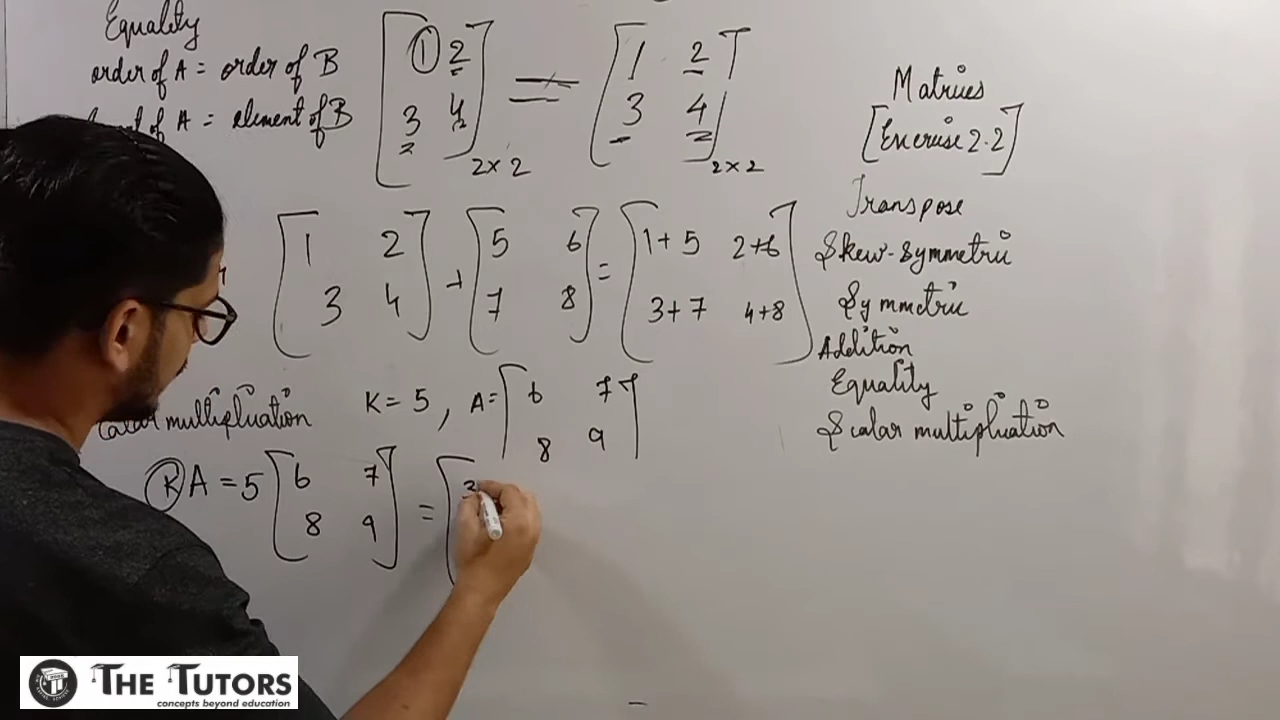 Equality
order of A = order of B
of A = element of B
[1 2
3 4] 2×2 = [1 2
3 4] 2×2
Matrices
[Exercise 2.2]
Transpose
Skew-Symmetric
Symmetric
Addition
Equality
Scalar multiplication
[1 2
3 4] + [5 6
7 8] = [1+5 2+6
3+7 4+8]
multiplication K = 5, A = [6 7
8 9]
KA = 5 [6 7
8 9] = [3
THE TUTORS
concepts beyond education